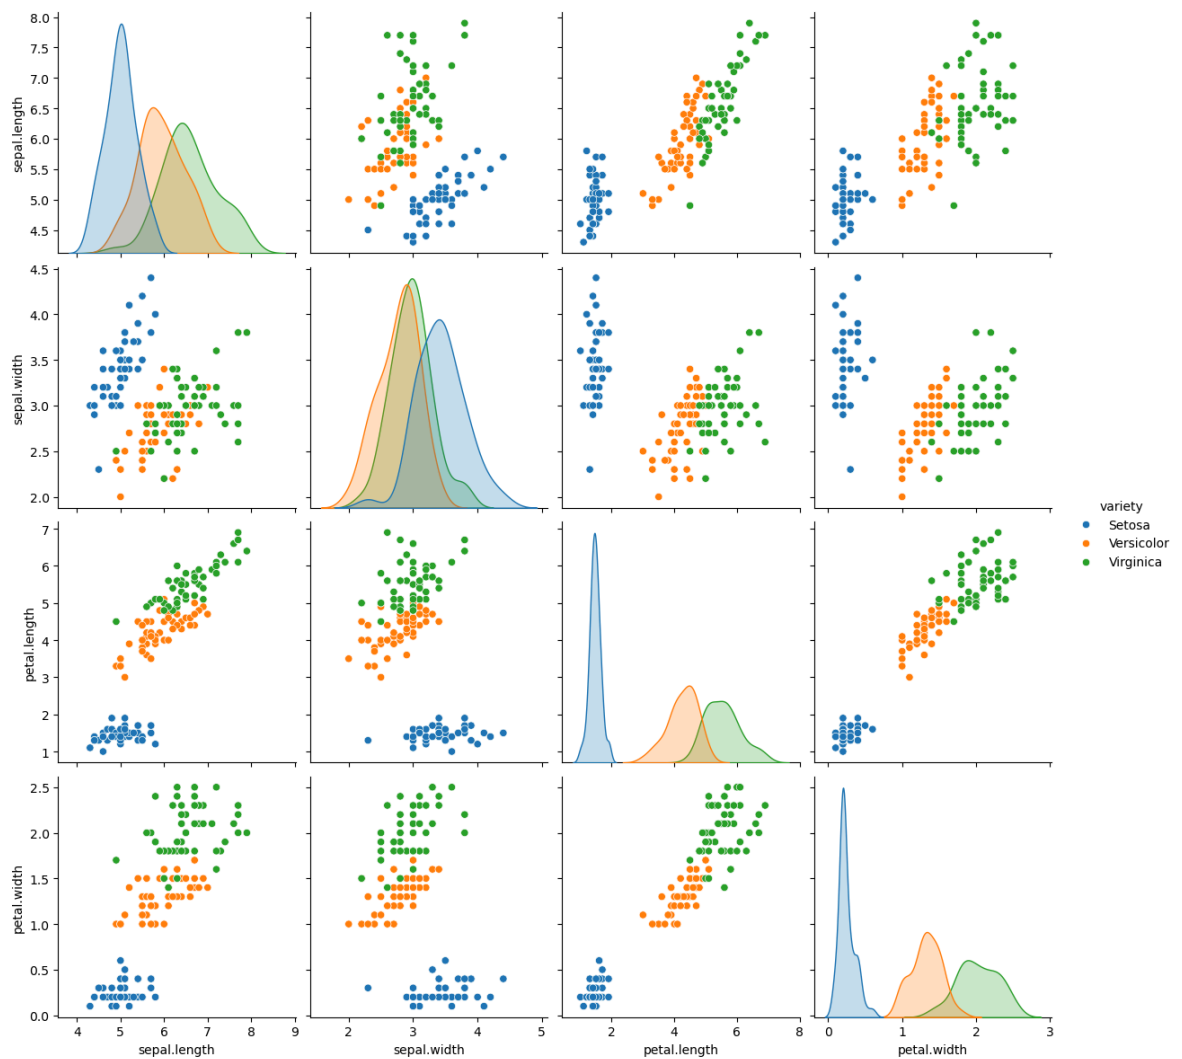 8.0
7.5
7.0
6.5
6.0
5.5
5.0
4.5
sepal.length
4.5
4.0
3.5
3.0
2.5
2.0
sepal.width
variety
Setosa
Versicolor
Virginica
7
6
5
4
3
2
1
petal.length
2.5
2.0
1.5
1.0
0.5
0.0
petal.width
4 5 6 7 8 9
2 3 4 5
2 4 6 8
0 1 2 3
sepal.length
sepal.width
petal.length
petal.width